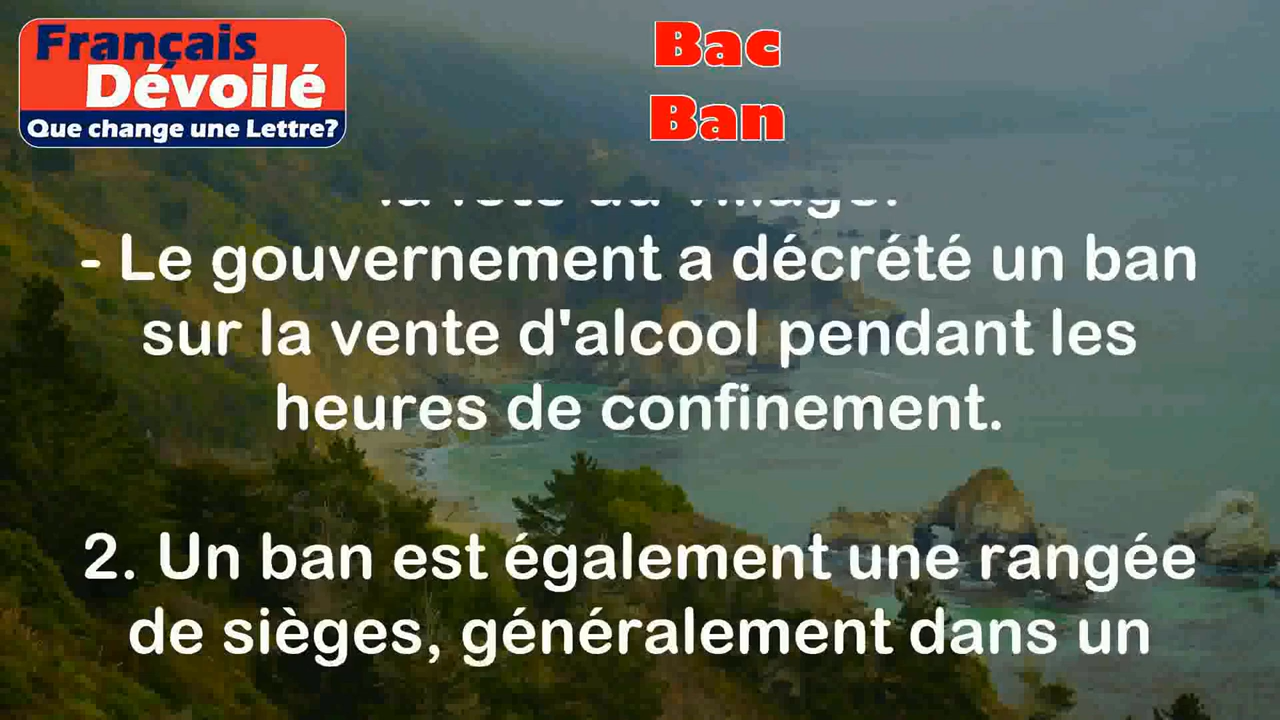 Français
Dévoilé
Que change une Lettre?
Bac
Ban
- Le gouvernement a décrété un ban
sur la vente d'alcool pendant les
heures de confinement.
2. Un ban est également une rangée
de sièges, généralement dans un